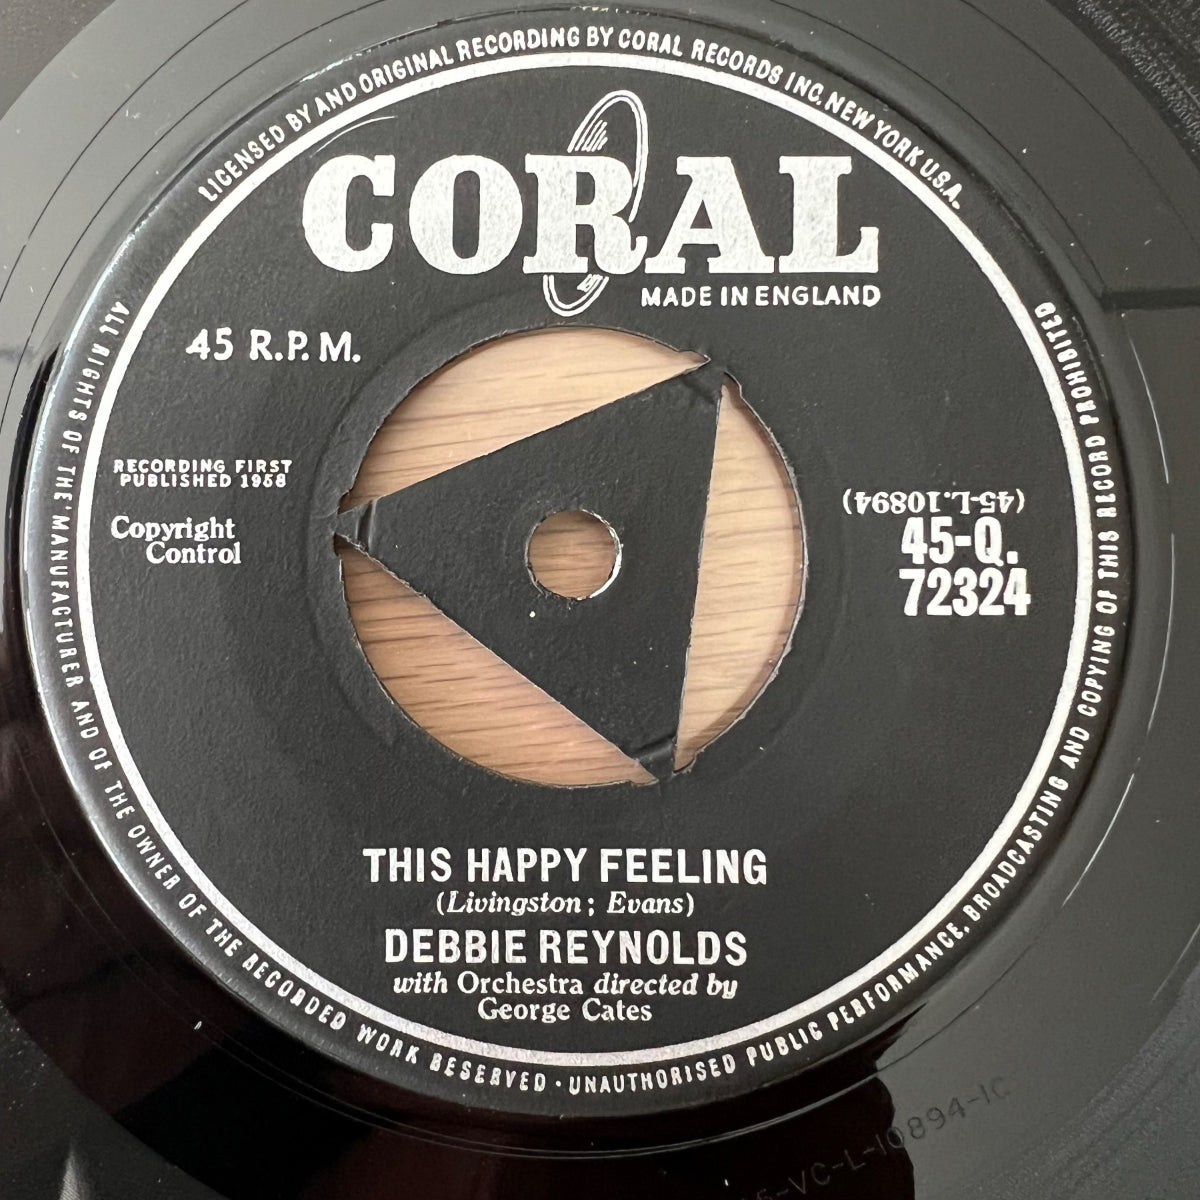 LICENSED BY AND ORIGINAL RECORDING BY CORAL RECORDS INC. NEW YORK U.S.A.
CORAL
MADE IN ENGLAND
45 R.P.M.
RECORDING FIRST
PUBLISHED 1958
Copyright
Control
(45-L.10894)
45-Q.
72324
THIS HAPPY FEELING
(Livingston; Evans)
DEBBIE REYNOLDS
with Orchestra directed by
George Cates
ALL RIGHTS OF THE MANUFACTURER AND OF THE OWNER OF THE RECORDED WORK RESERVED · UNAUTHORISED PUBLIC PERFORMANCE, BROADCASTING AND COPYING OF THIS RECORD PROHIBITED
-VC-L-10894-1C